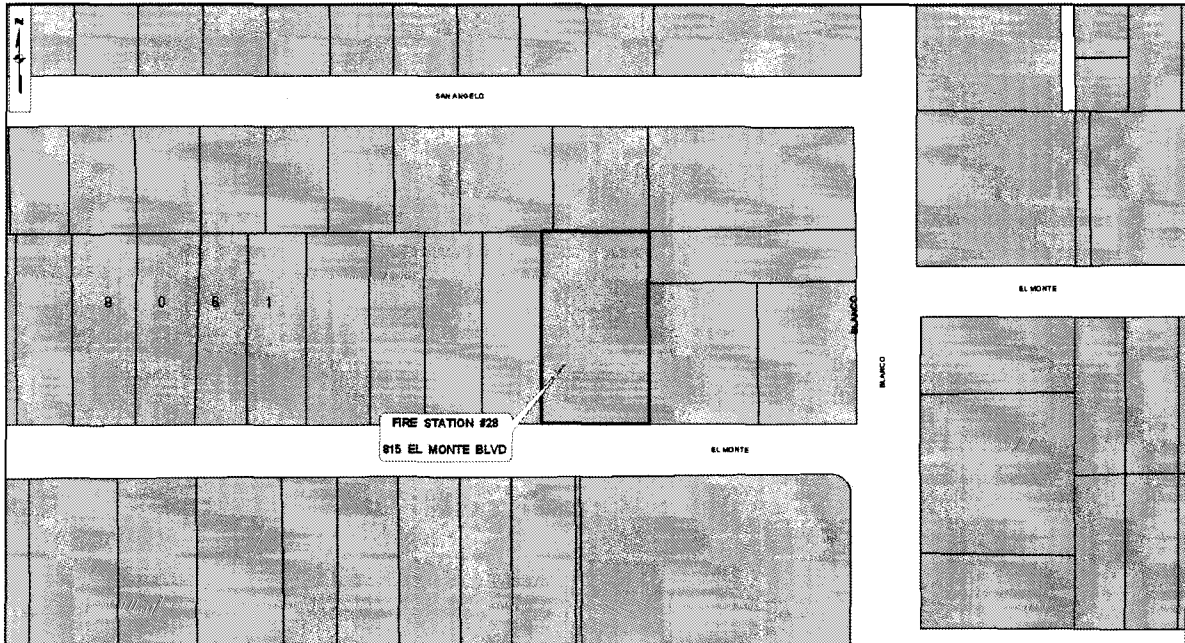 N
SAN ANGELO
EL MONTE
9 0 6 1
BLANCO
BLANCO
FIRE STATION #28
815 EL MONTE BLVD
EL MONTE